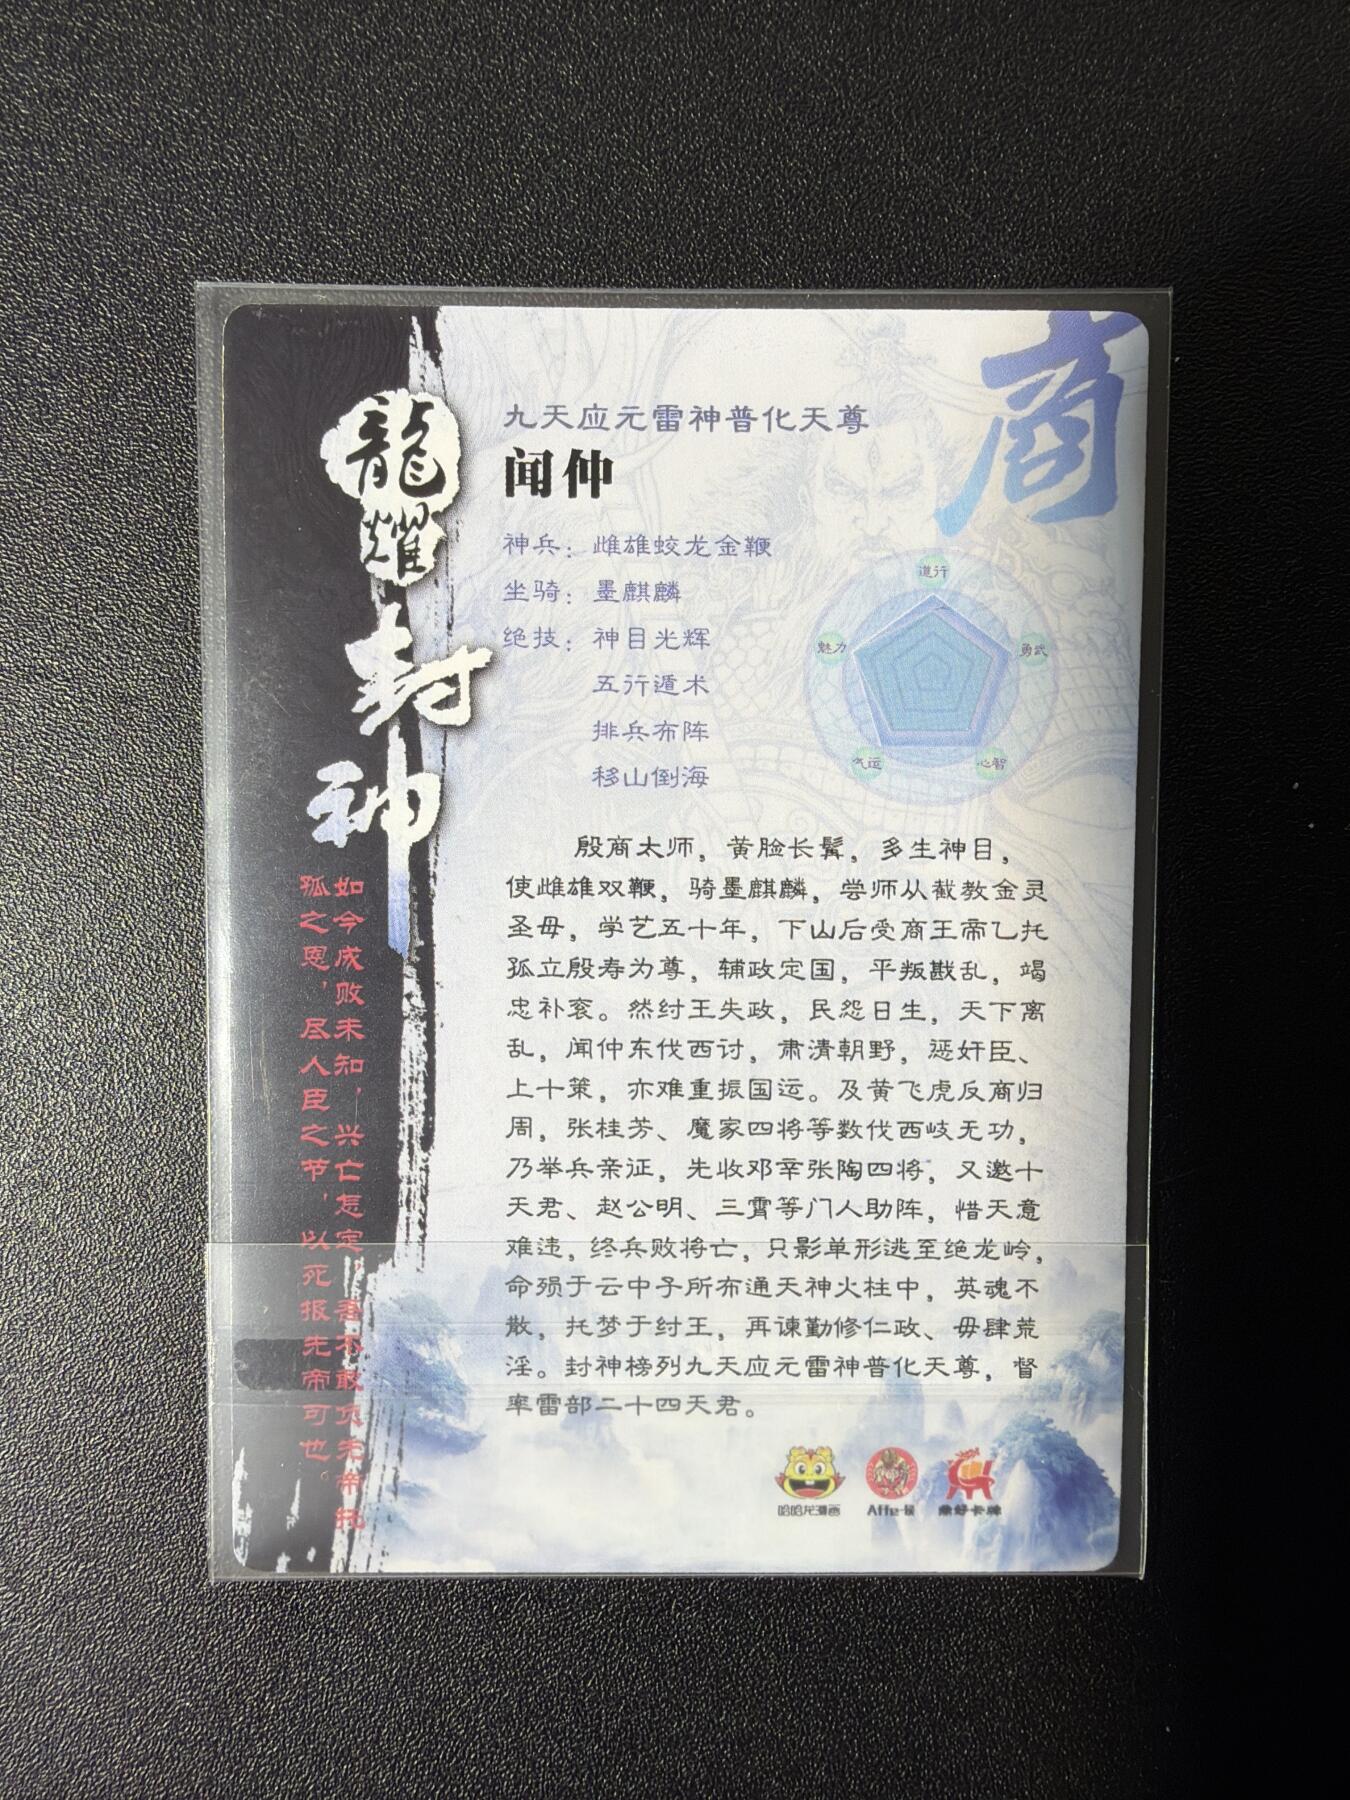 商
龍耀
封神
九天应元雷神普化天尊
闻仲
神兵：雌雄蛟龙金鞭
坐骑：墨麒麟
绝技：神目光辉
五行遁术
排兵布阵
移山倒海
道行
魅力
勇武
气运
心智
殷商太师，黄脸长髯，多生神目，
使雌雄双鞭，骑墨麒麟，尝师从截教金灵
圣母，学艺五十年，下山后受商王帝乙托
孤立殷寿为尊，辅政定国，平叛戡乱，竭
忠补衮。然纣王失政，民怨日生，天下离
乱，闻仲东伐西讨，肃清朝野，惩奸臣、
上十策，亦难重振国运。及黄飞虎反商归
周，张桂芳、魔家四将等数伐西岐无功，
乃举兵亲征，先收邓辛张陶四将，又邀十
天君、赵公明、三霄等门人助阵，惜天意
难违，终兵败将亡，只影单形逃至绝龙岭，
命殒于云中子所布通天神火柱中，英魂不
散，托梦于纣王，再谏勤修仁政、毋肆荒
淫。封神榜列九天应元雷神普化天尊，督
率雷部二十四天君。
如今成败未知，兴亡怎定，吾不敢负先帝托
孤之恩，尽人臣之节，以死报先帝可也。
哈哈龙漫画
鼎好卡牌